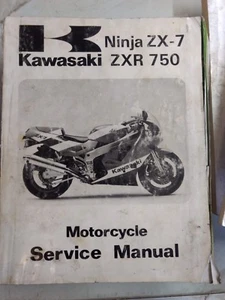 Ninja ZX-7
Kawasaki ZXR 750
Kawasaki
Motorcycle
Service Manual